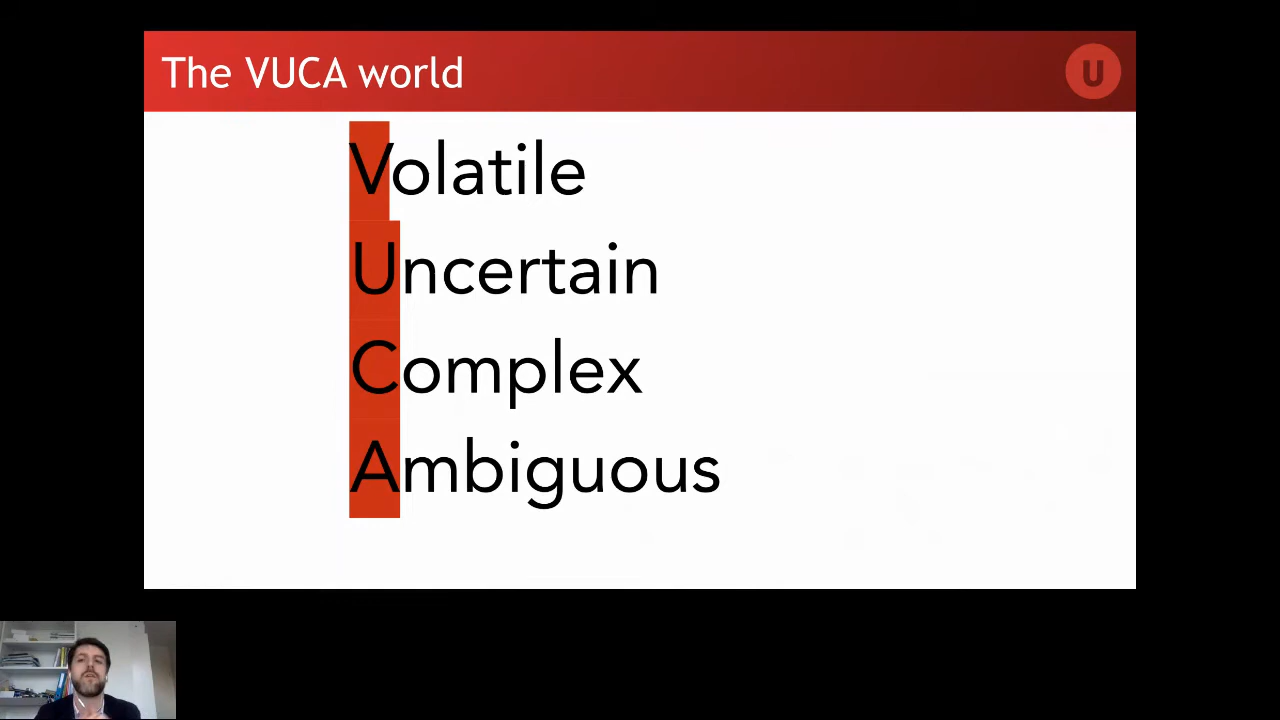 The VUCA world
U
Volatile
Uncertain
Complex
Ambiguous